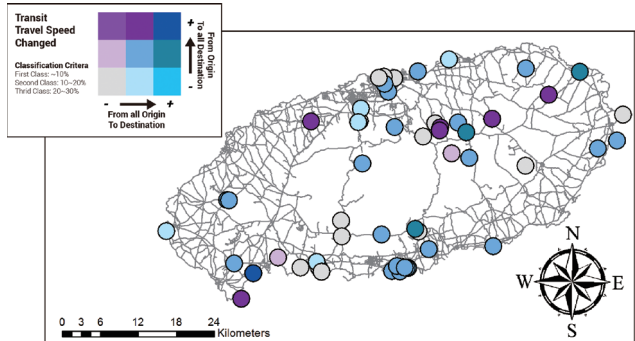 Transit
Travel Speed
Changed
Classification Critera
First Class: ~10%
Second Class: 10~20%
Thrid Class: 20~30%
+
From Origin
To all Destination
-
- +
From all Origin
To Destination
N
W E
S
0 3 6 12 18 24
Kilometers